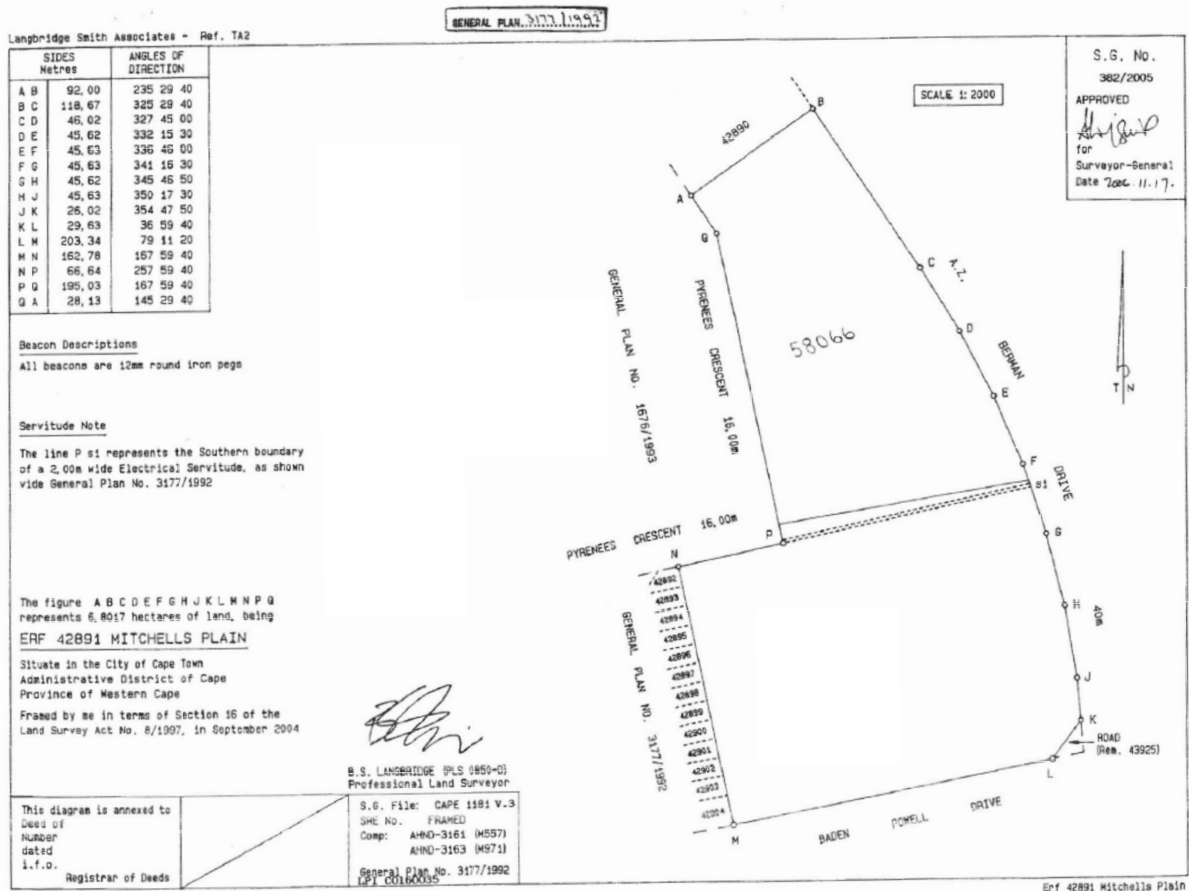 GENERAL PLAN 3177/1992
Langbridge Smith Associates - Ref. TA2
SIDES Metres ANGLES OF DIRECTION
A B 92,00 235 29 40
B C 118,67 325 29 40
C D 46,02 327 45 00
D E 45,62 332 15 30
E F 45,63 336 46 00
F G 45,63 341 16 30
G H 45,62 345 46 50
H J 45,63 350 17 30
J K 26,02 354 47 50
K L 29,63 36 59 40
L M 203,34 79 11 20
M N 162,78 167 59 40
N P 66,64 257 59 40
P Q 195,03 167 59 40
Q A 28,13 145 29 40
Beacon Descriptions
All beacons are 12mm round iron pegs
Servitude Note
The line P s1 represents the Southern boundary
of a 2,00m wide Electrical Servitude, as shown
vide General Plan No. 3177/1992
The figure A B C D E F G H J K L M N P Q
represents 6,8017 hectares of land, being
ERF 42891 MITCHELLS PLAIN
Situate in the City of Cape Town
Administrative District of Cape
Province of Western Cape
Framed by me in terms of Section 16 of the
Land Survey Act No. 8/1997, in September 2004
B.S. LANGBRIDGE (PLS 0850-D)
Professional Land Surveyor
This diagram is annexed to
Deed of
Number
dated
i.f.o.
Registrar of Deeds
S.G. File: CAPE 1181 V.3
SHE No. FRAMED
Comp: AHND-3161 (M557)
AHND-3163 (M971)
General Plan No. 3177/1992
LPI C0160035
SCALE 1: 2000
S.G. No.
382/2005
APPROVED
for
Surveyor-General
Date 2006.11.17.
A
B
C
D
E
F
s1
G
H
J
K
L
M
N
P
Q
42890
A.Z. BERMAN DRIVE
40m
58066
PYRENEES CRESCENT 16,00m
GENERAL PLAN NO. 1676/1993
PYRENEES CRESCENT 16,00m
GENERAL PLAN NO. 3177/1992
42892
42893
42894
42895
42896
42897
42898
42899
42900
42901
42902
42903
42904
ROAD
(Rem. 43925)
BADEN POWELL DRIVE
T N
Erf 42891 Mitchells Plain